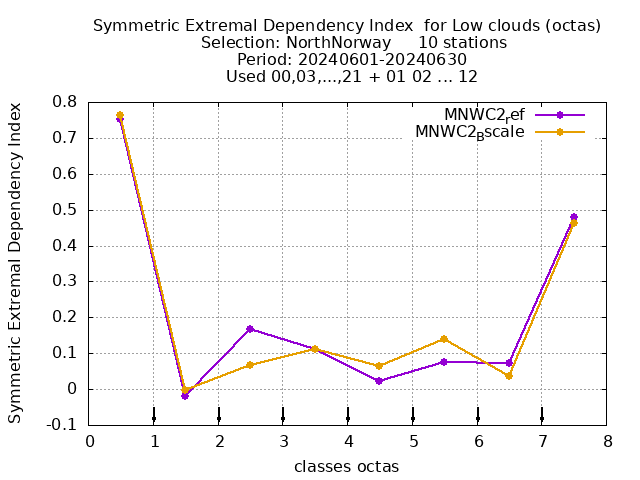 Symmetric Extremal Dependency Index  for Low clouds (octas)
Selection: NorthNorway     10 stations
Period: 20240601-20240630
Used 00,03,...,21 + 01 02 ... 12
MNWC2_ref
MNWC2_Bscale
Symmetric Extremal Dependency Index
0.8
0.7
0.6
0.5
0.4
0.3
0.2
0.1
0
-0.1
0 1 2 3 4 5 6 7 8
classes octas